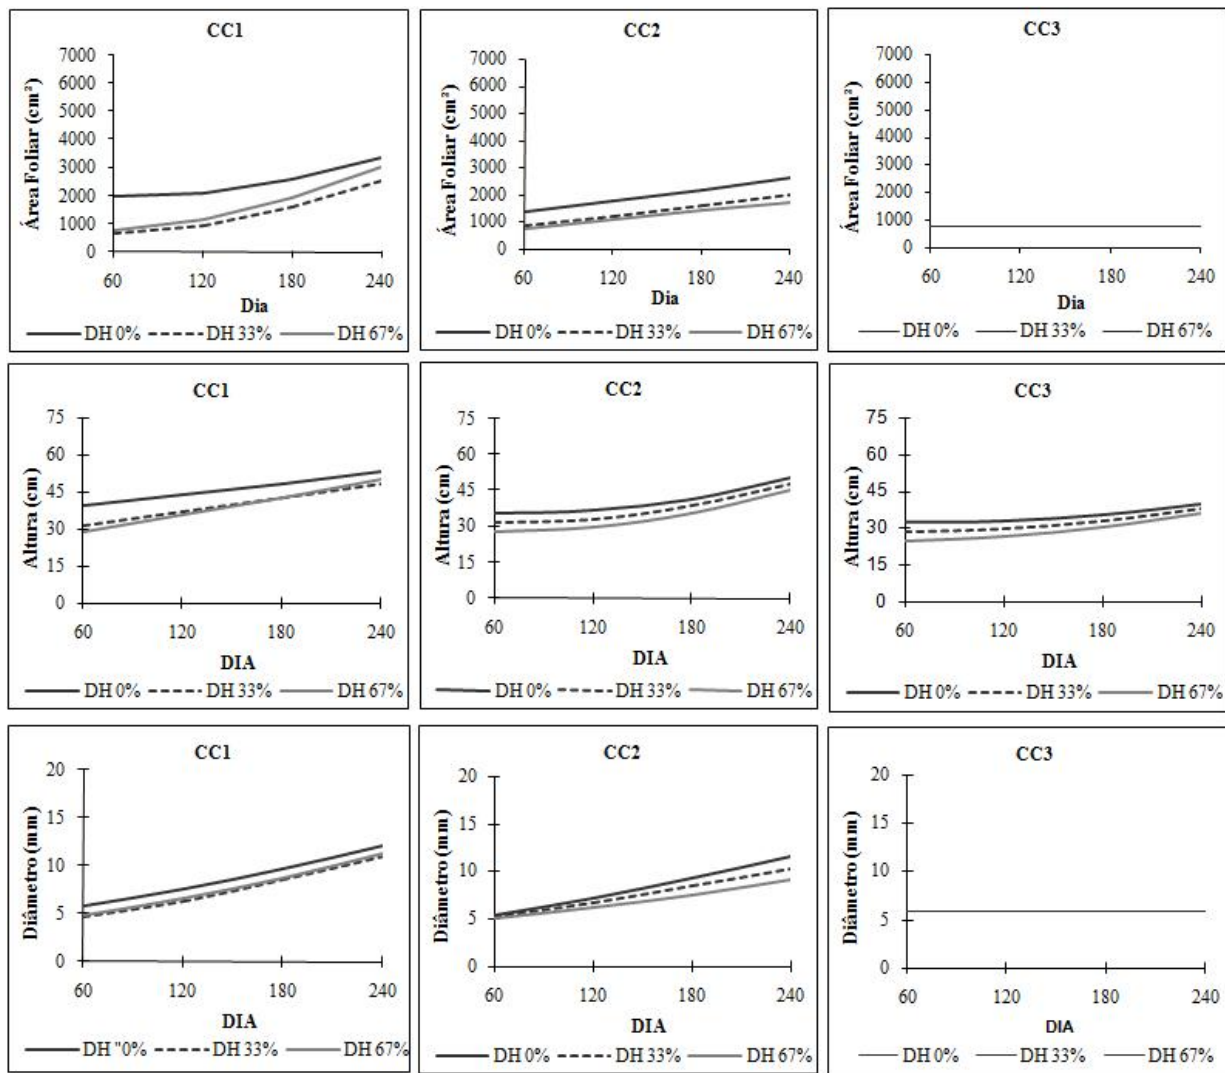 CC1
Área Foliar (cm²)
7000
6000
5000
4000
3000
2000
1000
0
60 120 180 240
Dia
DH 0% DH 33% DH 67%
CC2
Área Foliar (cm²)
7000
6000
5000
4000
3000
2000
1000
0
60 120 180 240
Dia
DH 0% DH 33% DH 67%
CC3
Área Foliar (cm²)
7000
6000
5000
4000
3000
2000
1000
0
60 120 180 240
Dia
DH 0% DH 33% DH 67%
CC1
Altura (cm)
75
60
45
30
15
0
60 120 180 240
DIA
DH 0% DH 33% DH 67%
CC2
Altura (cm)
75
60
45
30
15
0
60 120 180 240
DIA
DH 0% DH 33% DH 67%
CC3
Altura (cm)
75
60
45
30
15
0
60 120 180 240
DIA
DH 0% DH 33% DH 67%
CC1
Diâmetro (mm)
20
15
10
5
0
60 120 180 240
DIA
DH "0% DH 33% DH 67%
CC2
Diâmetro (mm)
20
15
10
5
0
60 120 180 240
DIA
DH 0% DH 33% DH 67%
CC3
Diâmetro (mm)
20
15
10
5
0
60 120 180 240
DIA
DH 0% DH 33% DH 67%